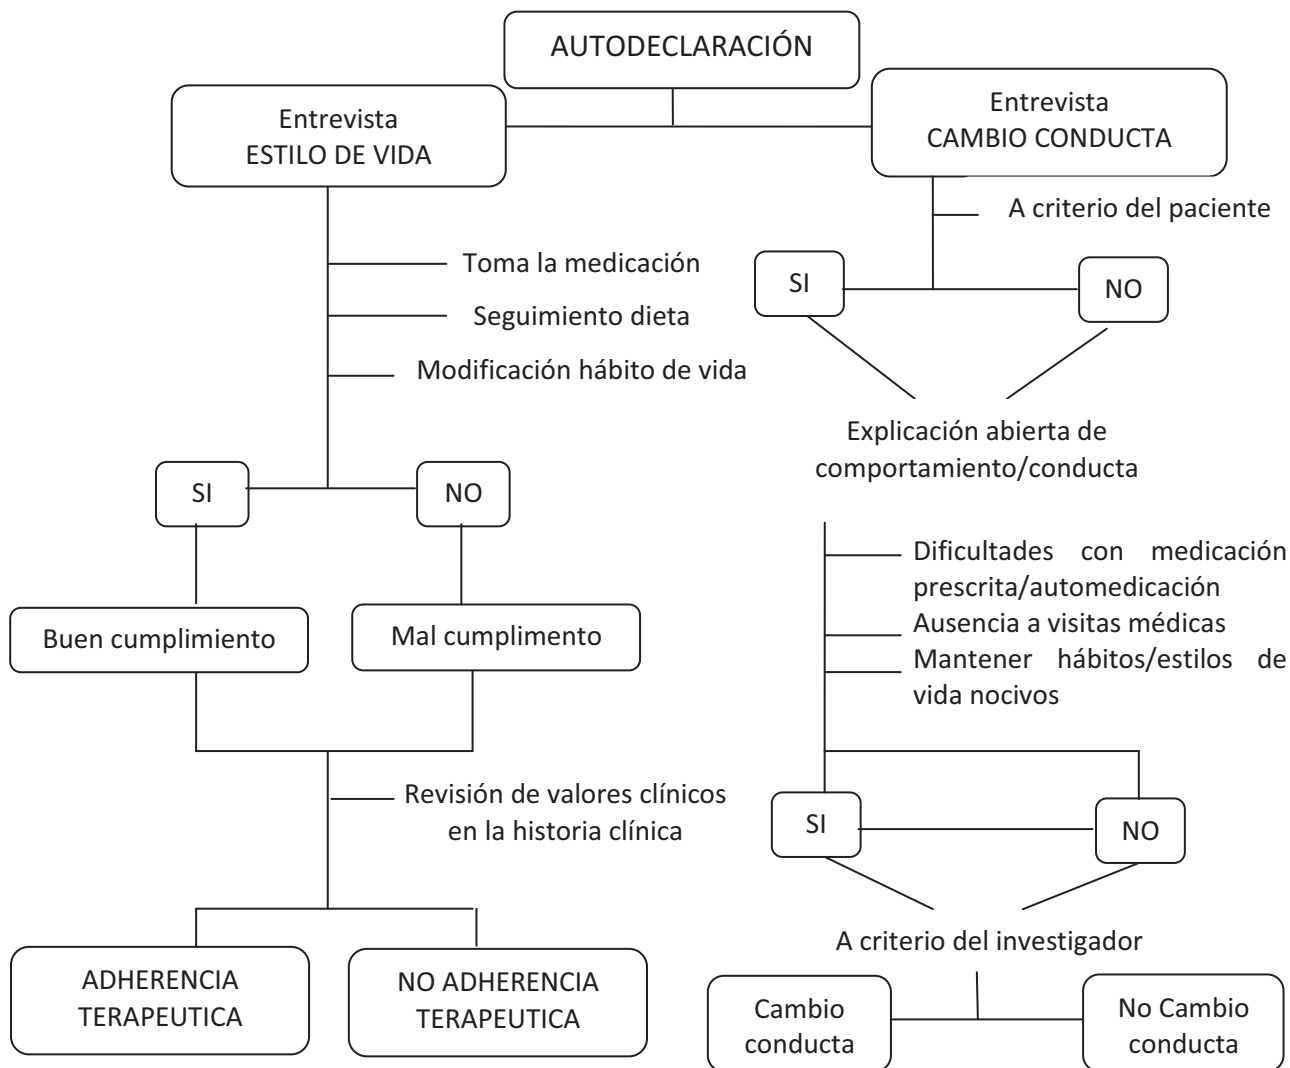 AUTODECLARACIÓN
Entrevista
ESTILO DE VIDA
Entrevista
CAMBIO CONDUCTA
A criterio del paciente
Toma la medicación
Seguimiento dieta
Modificación hábito de vida
SI
NO
SI
NO
Explicación abierta de
comportamiento/conducta
Buen cumplimiento
Mal cumplimento
Dificultades con medicación
prescrita/automedicación
Ausencia a visitas médicas
Mantener hábitos/estilos de
vida nocivos
Revisión de valores clínicos
en la historia clínica
SI
NO
A criterio del investigador
ADHERENCIA
TERAPEUTICA
NO ADHERENCIA
TERAPEUTICA
Cambio
conducta
No Cambio
conducta